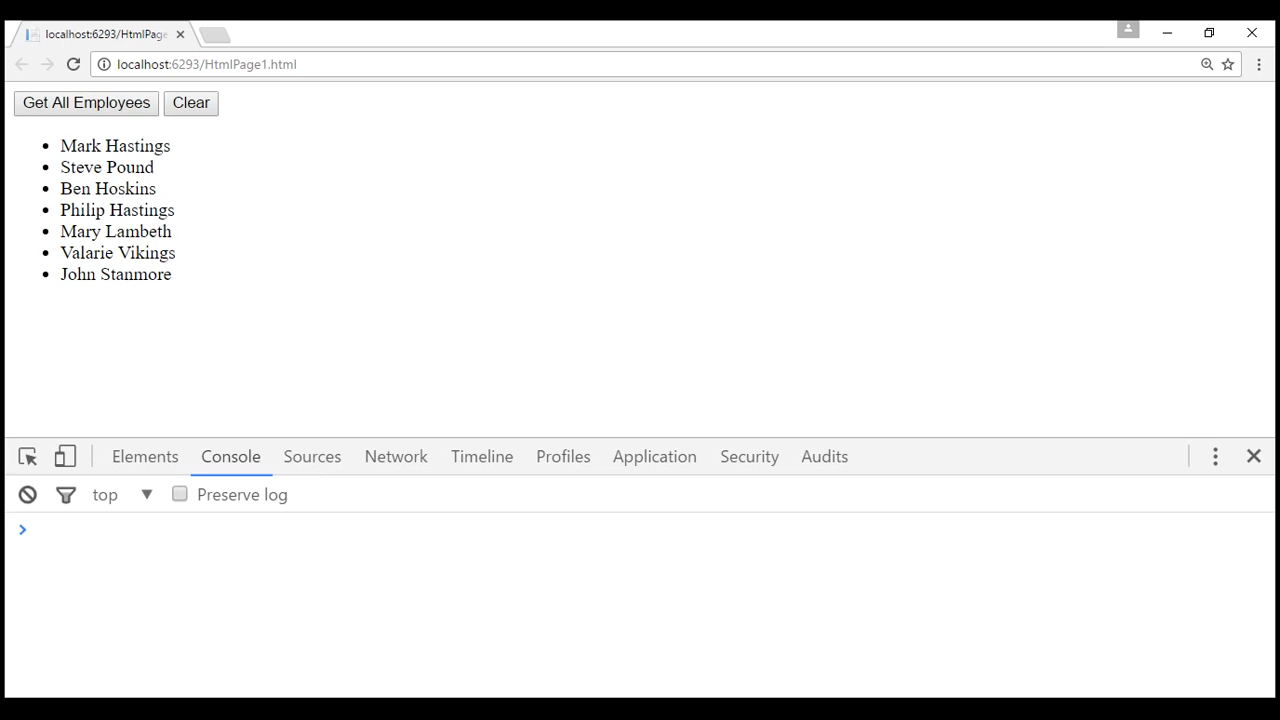 localhost:6293/HtmlPage
localhost:6293/HtmlPage1.html
Get All Employees Clear
Mark Hastings
Steve Pound
Ben Hoskins
Philip Hastings
Mary Lambeth
Valarie Vikings
John Stanmore
Elements Console Sources Network Timeline Profiles Application Security Audits
top Preserve log